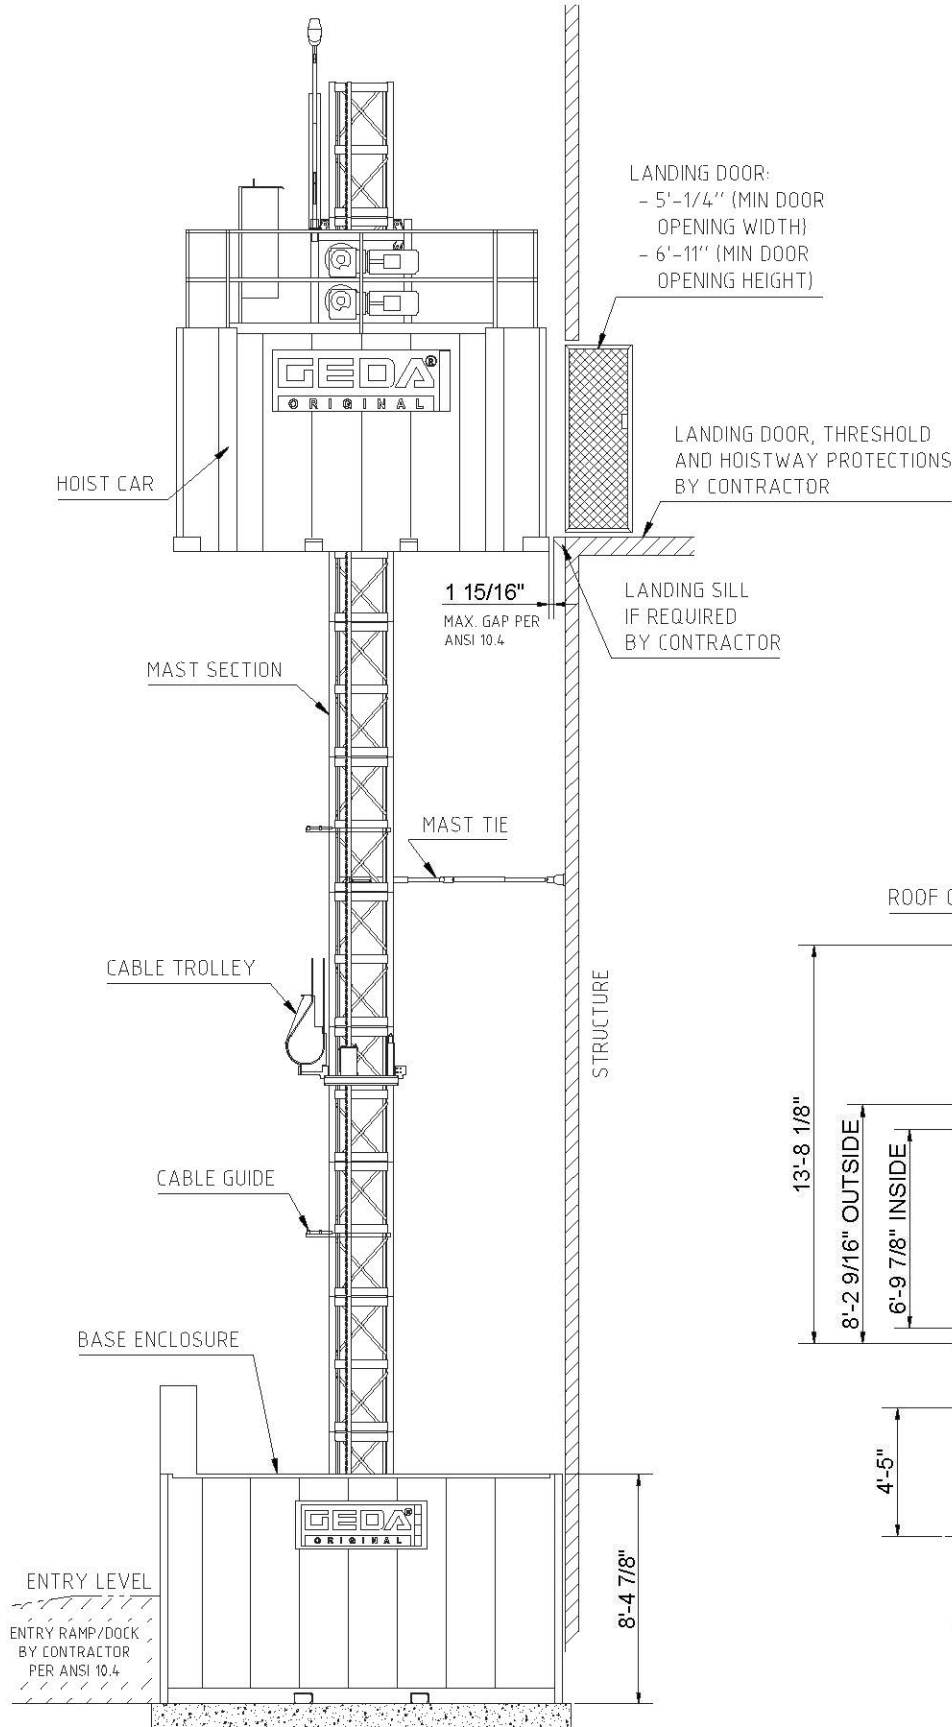 LANDING DOOR:
- 5'-1/4'' (MIN DOOR
OPENING WIDTH)
- 6'-11'' (MIN DOOR
OPENING HEIGHT)
GEDA®
ORIGINAL
LANDING DOOR, THRESHOLD
AND HOISTWAY PROTECTIONS
BY CONTRACTOR
HOIST CAR
1 15/16"
MAX. GAP PER
ANSI 10.4
LANDING SILL
IF REQUIRED
BY CONTRACTOR
MAST SECTION
MAST TIE
ROOF
CABLE TROLLEY
STRUCTURE
13'-8 1/8"
8'-2 9/16" OUTSIDE
6'-9 7/8" INSIDE
CABLE GUIDE
BASE ENCLOSURE
4'-5"
GEDA®
ORIGINAL
8'-4 7/8"
ENTRY LEVEL
ENTRY RAMP/DOCK
BY CONTRACTOR
PER ANSI 10.4